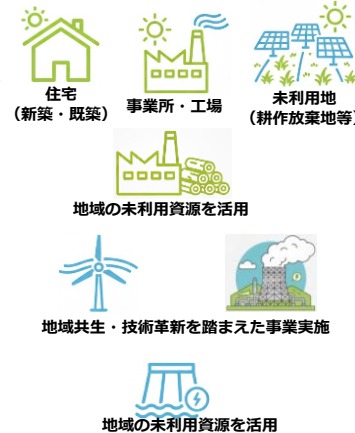 住宅
（新築・既築）
事業所・工場
未利用地
（耕作放棄地等）
地域の未利用資源を活用
地域共生・技術革新を踏まえた事業実施
地域の未利用資源を活用